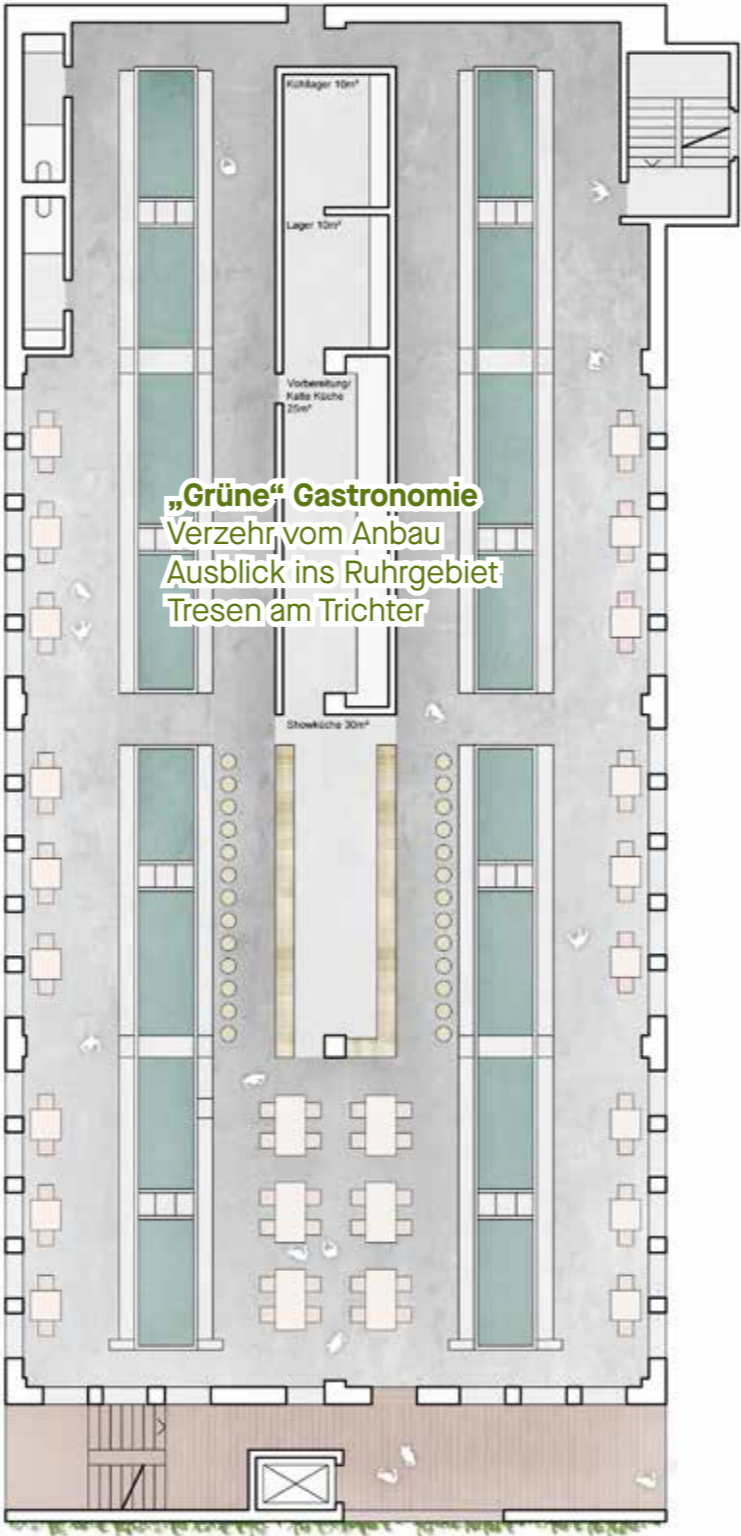 Kühllager 10m²
Lager 10m²
Vorbereitung/
Kalte Küche
25m²
„Grüne“ Gastronomie
Verzehr vom Anbau
Ausblick ins Ruhrgebiet
Tresen am Trichter
Showküche 30m²